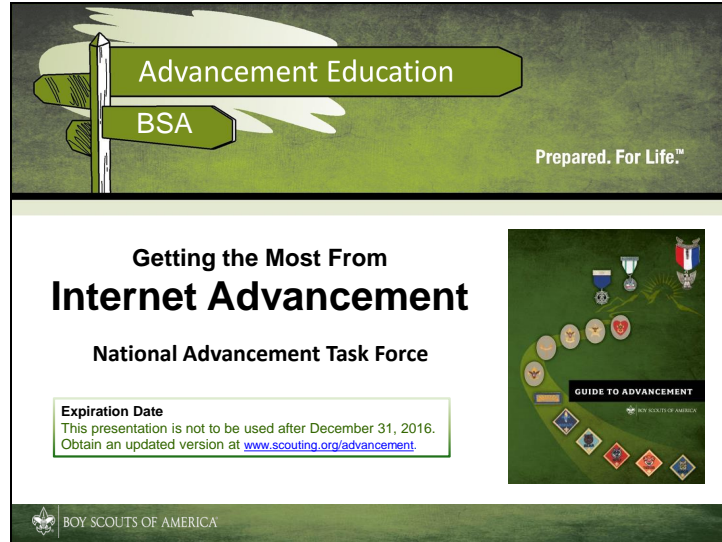 Advancement Education
BSA
Prepared. For Life.™
Getting the Most From
Internet Advancement
National Advancement Task Force
Expiration Date
This presentation is not to be used after December 31, 2016.
Obtain an updated version at www.scouting.org/advancement.
GUIDE TO ADVANCEMENT
BOY SCOUTS OF AMERICA
BOY SCOUTS OF AMERICA®